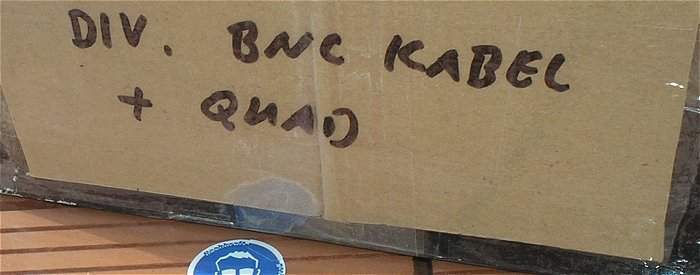 DIV. BNC KABEL
+ QUAD